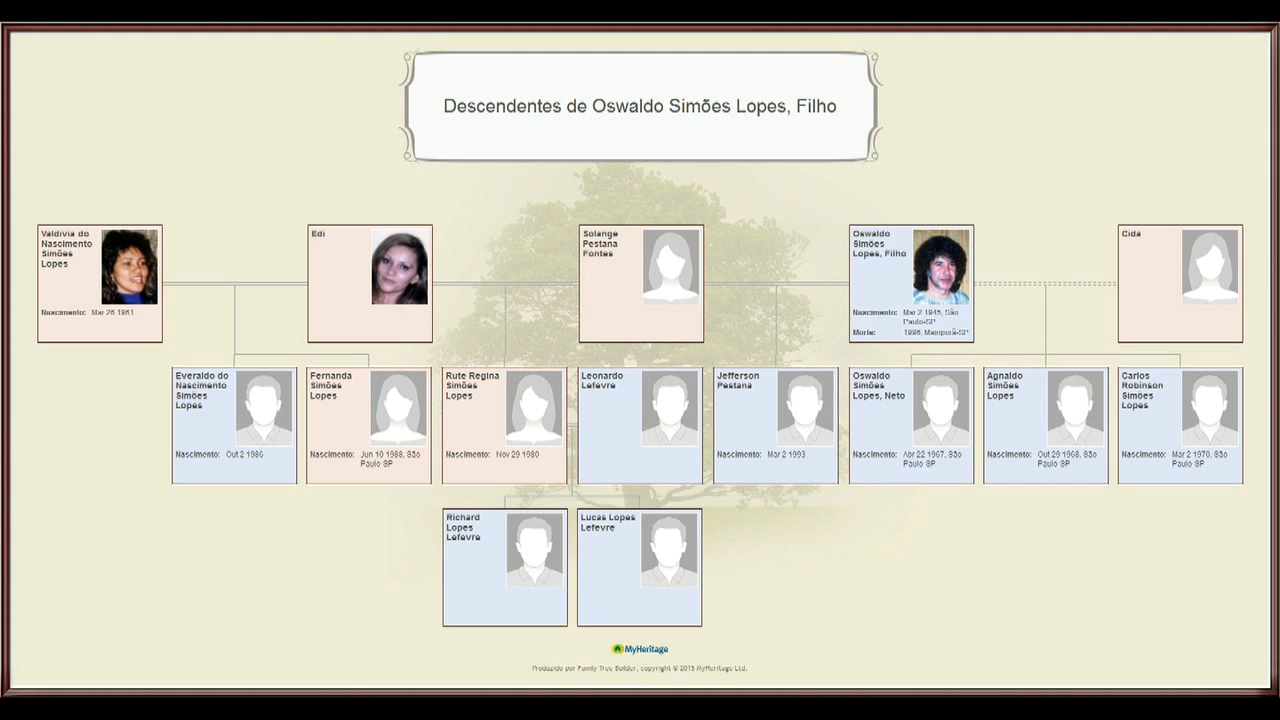 Descendentes de Oswaldo Simões Lopes, Filho
Valdivia do
Nascimento
Simões
Lopes
Nascimento: Mar 26 1961
Edi
Solange
Pestana
Fontes
Oswaldo
Simões
Lopes, Filho
Nascimento: Mar 2 1945, São
Paulo-SP
Morte: 1996, Mairiporã-SP
Cida
Everaldo do
Nascimento
Simões
Lopes
Nascimento: Out 2 1986
Fernanda
Simões
Lopes
Nascimento: Jun 10 1988, São
Paulo SP
Rute Regina
Simões
Lopes
Nascimento: Nov 29 1980
Leonardo
Lefevre
Jefferson
Pestana
Nascimento: Mar 2 1993
Oswaldo
Simões
Lopes, Neto
Nascimento: Abr 22 1967, São
Paulo SP
Agnaldo
Simões
Lopes
Nascimento: Out 29 1968, São
Paulo SP
Carlos
Robinson
Simões
Lopes
Nascimento: Mar 2 1970, São
Paulo SP
Richard
Lopes
Lefevre
Lucas Lopes
Lefevre
MyHeritage
Produzido por Family Tree Builder, copyright © 2015 MyHeritage Ltd.